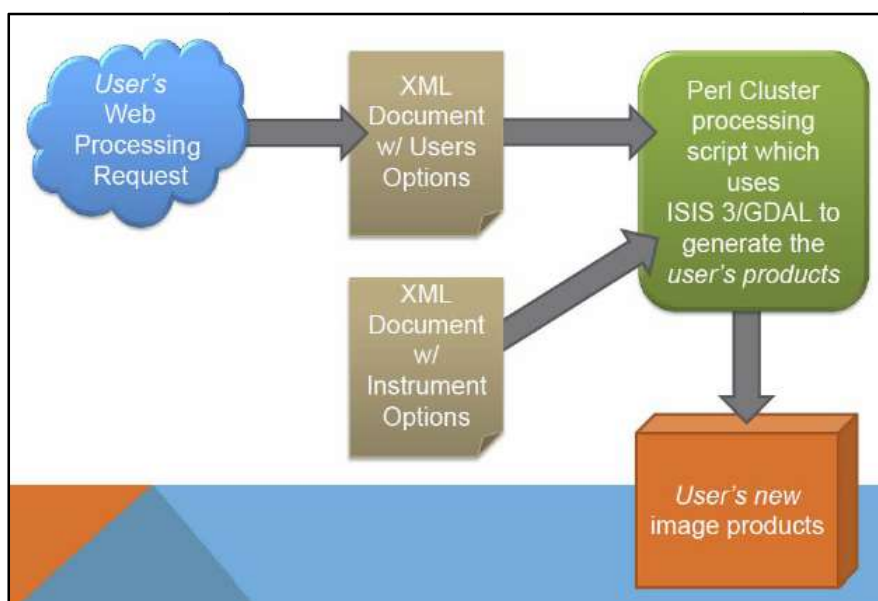 User's
Web
Processing
Request
XML
Document
w/ Users
Options
Perl Cluster
processing
script which
uses
ISIS 3/GDAL to
generate the
user's products
XML
Document
w/
Instrument
Options
User's new
image products